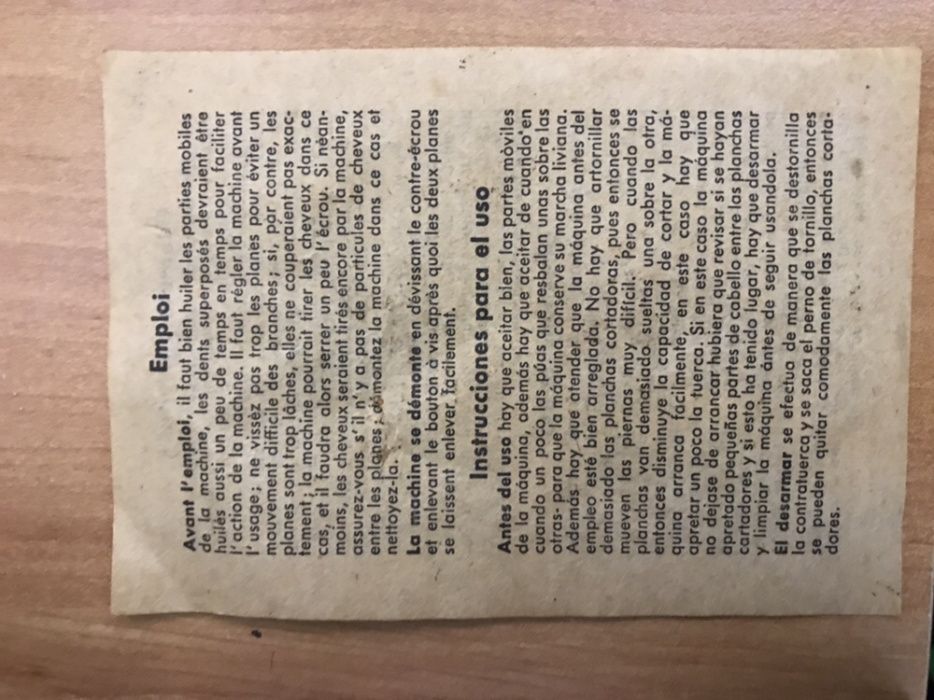 Emploi
Avant l'emploi, il faut bien huiler les parties mobiles
de la machine, les dents superposés devraient être
huilés aussi un peu de temps en temps pour faciliter
l'action de la machine. Il faut régler la machine avant
l'usage; ne vissèz pas trop les planes pour éviter un
mouvement difficile des branches; si, par contre, les
planes sont trop lâches, elles ne couperaient pas exac-
tement; la machine pourrait tirer les cheveux dans ce
cas, et il faudra alors serrer un peu l'écrou. Si néan-
moins, les cheveux seraient tirés encore par la machine,
assurez-vous s'il n'y a pas de particules de cheveux
entre les planes; démontez la machine dans ce cas et
nettoyez-la.
La machine se démonte en dévissent le contre-écrou
et enlevant le bouton à vis après quoi les deux planes
se laissent enlever facilement.
Instrucciones para el uso
Antes del uso hay que aceitar bien, las partes mòviles
de la máquina, además hay que aceitar de cuando en
cuando un poco las púas que resbalan unas sobre las
otras- para que la máquina conserve su marcha liviana.
Además hay que atender que la máquina antes del
empleo esté bien arreglada. No hay que artornillar
demasiado las planchas cortadoras, pues entonces se
mueven las piernas muy difícil: Pero cuando las
planchas van demasiado sueltas una sobre la otra,
entonces disminuye la capacidad de cortar y la má-
quina arranca facilmente, en este caso hay que
apretar un poco la tuerca. Si en este caso la máquina
no dejase de arrancar hubiera que revisar si se hayan
apretado pequeñas partes de cabello entre las planchas
cartadores y si esto ha tenido lugar, hay que desarmar
y limpiar la máquina ántes de seguir usandola.
El desarmar se efectua de manera que se destornilla
la contratuerca y se saca el perno de tornillo, entonces
se pueden quitar comodamente las planchas corta-
dores.